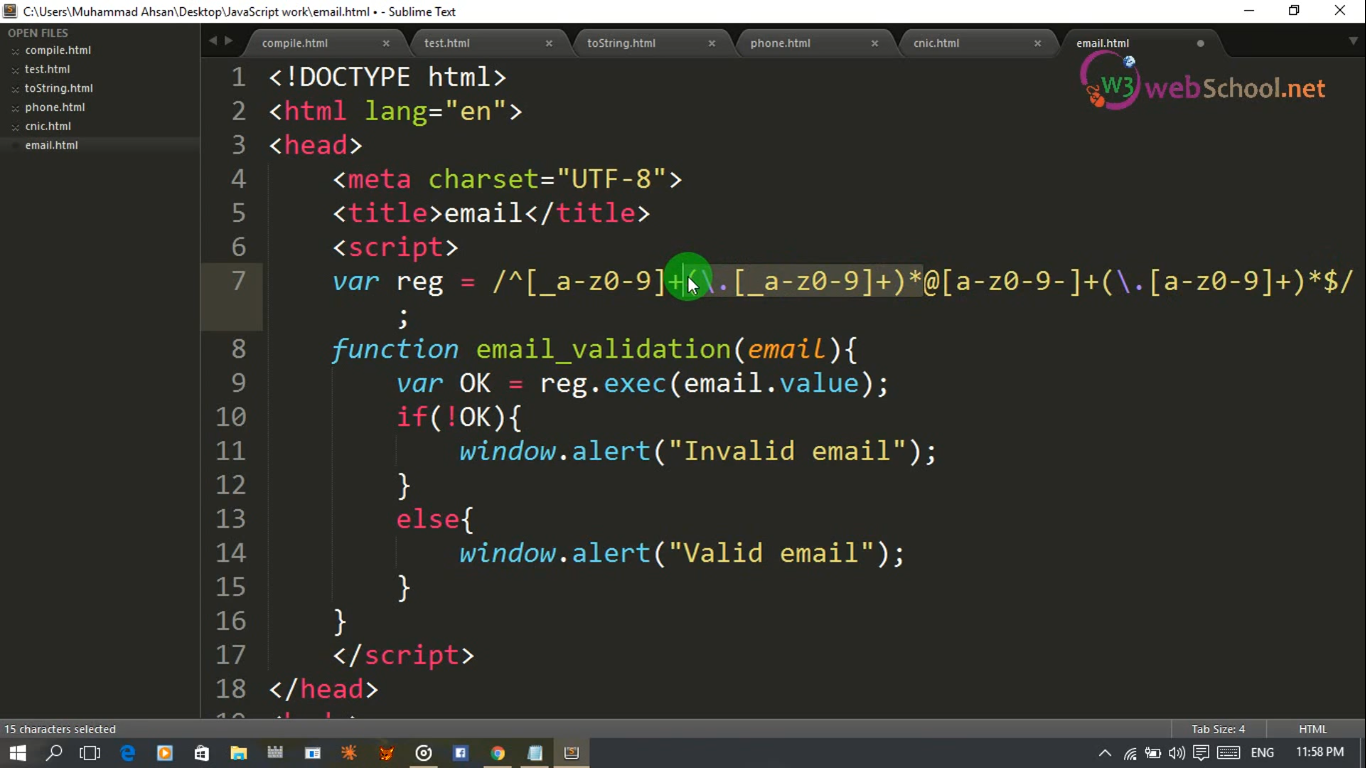 C:\Users\Muhammad Ahsan\Desktop\JavaScript work\email.html • - Sublime Text
OPEN FILES
compile.html
test.html
toString.html
phone.html
cnic.html
email.html
compile.html
test.html
toString.html
phone.html
cnic.html
email.html
W3 webSchool.net
1 <!DOCTYPE html>
2 <html lang="en">
3 <head>
4 <meta charset="UTF-8">
5 <title>email</title>
6 <script>
7 var reg = /^[_a-z0-9]+(\.[_a-z0-9]+)*@[a-z0-9-]+(\.[a-z0-9]+)*$/
;
8 function email_validation(email){
9 var OK = reg.exec(email.value);
10 if(!OK){
11 window.alert("Invalid email");
12 }
13 else{
14 window.alert("Valid email");
15 }
16 }
17 </script>
18 </head>
15 characters selected
Tab Size: 4
HTML
ENG
11:58 PM